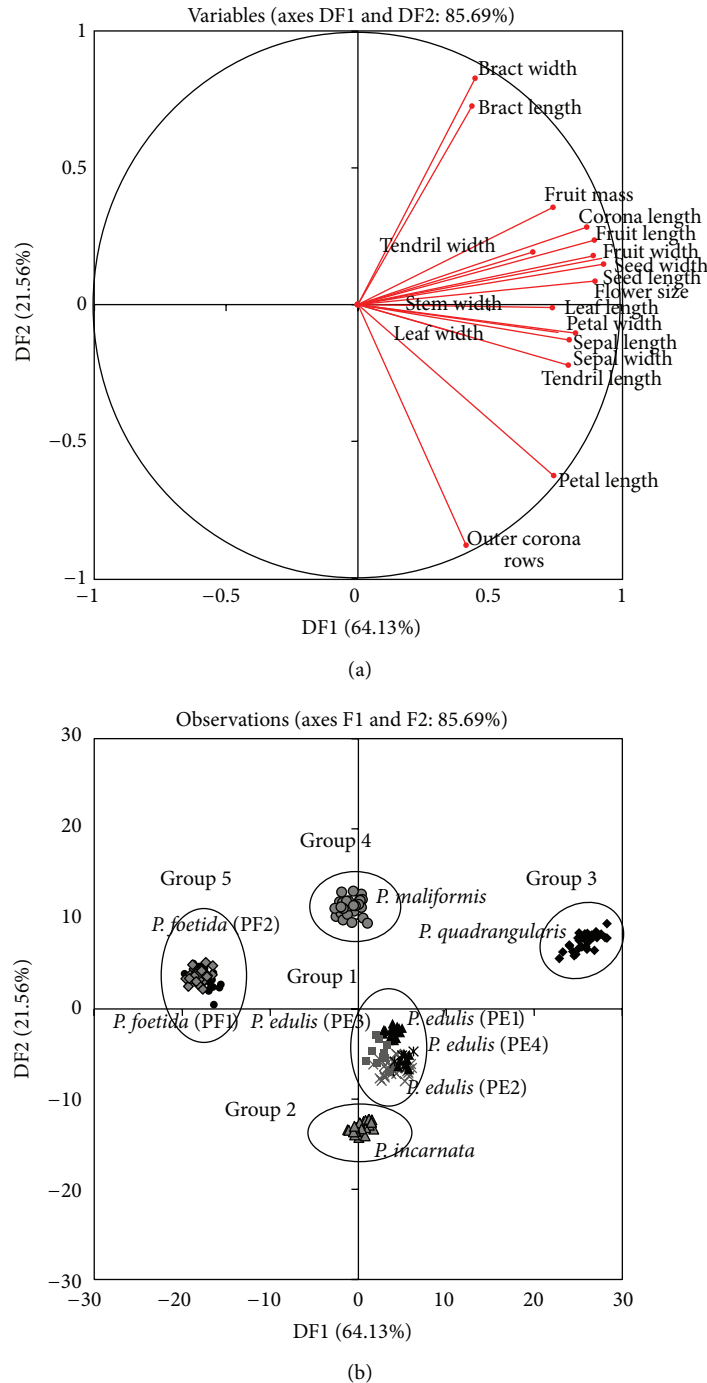 Variables (axes DF1 and DF2: 85.69%)
1
Bract width
Bract length
0.5
Fruit mass
Corona length
Fruit length
Tendril width
Fruit width
Seed width
Seed length
Flower size
0
Stem width
Leaf length
Petal width
Leaf width
Sepal length
Sepal width
Tendril length
−0.5
Petal length
Outer corona
rows
−1
DF2 (21.56%)
−1
−0.5
0
0.5
1
DF1 (64.13%)
(a)
Observations (axes F1 and F2: 85.69%)
30
20
Group 4
Group 5
Group 3
P. maliformis
10
P. foetida (PF2)
P. quadrangularis
Group 1
0
P. foetida (PF1)
P. edulis (PE3)
P. edulis (PE1)
P. edulis (PE4)
P. edulis (PE2)
−10
Group 2
P. incarnata
−20
−30
DF2 (21.56%)
−30
−20
−10
0
10
20
30
DF1 (64.13%)
(b)